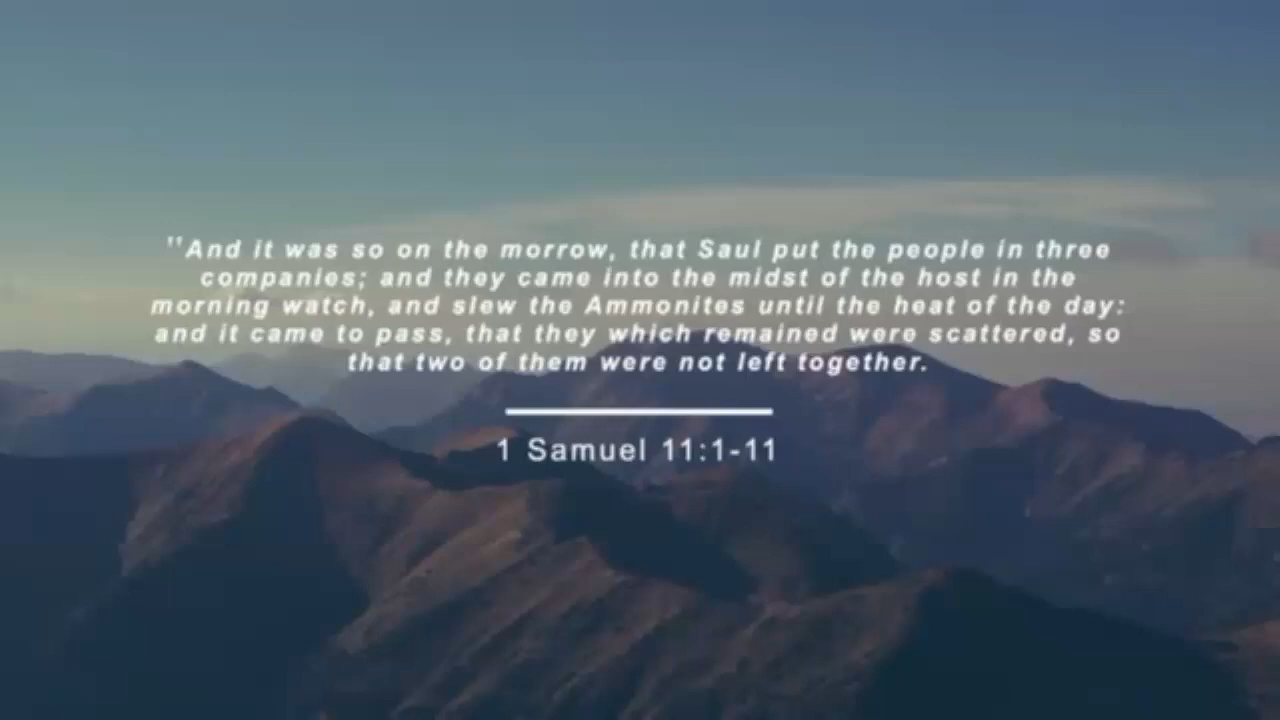 "And it was so on the morrow, that Saul put the people in three
companies; and they came into the midst of the host in the
morning watch, and slew the Ammonites until the heat of the day:
and it came to pass, that they which remained were scattered, so
that two of them were not left together.
1 Samuel 11:1-11